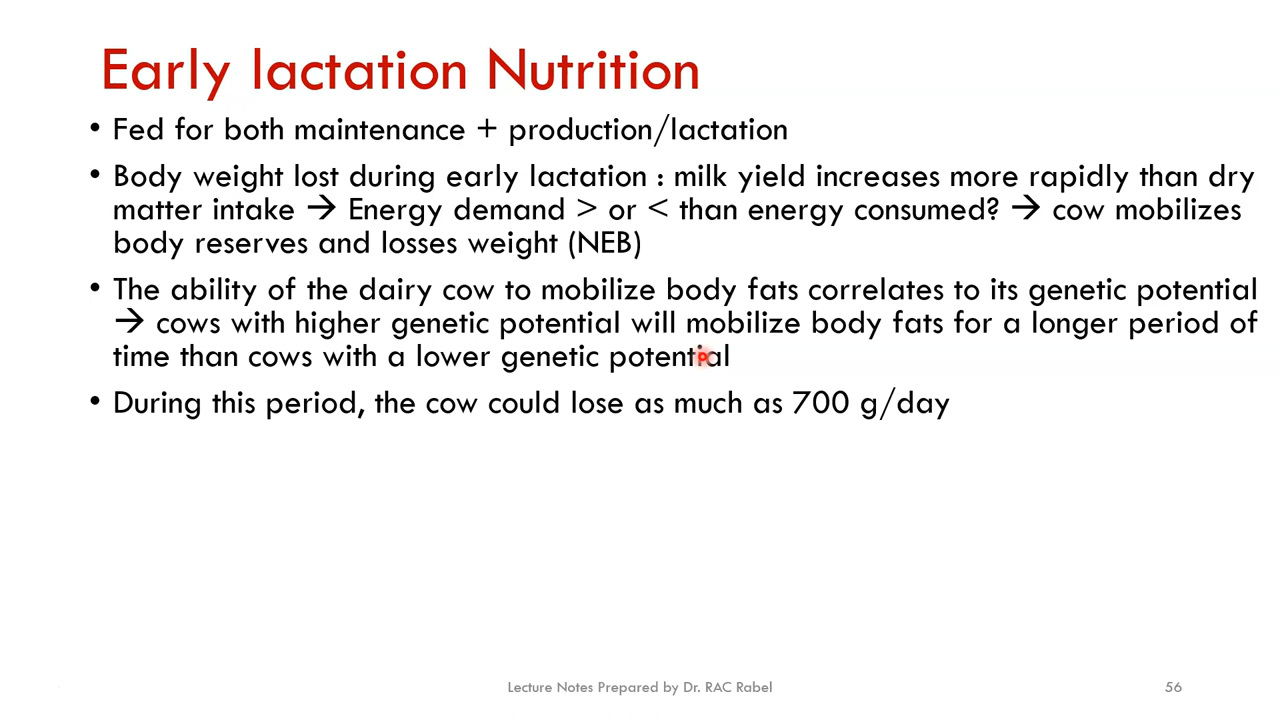 Early lactation Nutrition
• Fed for both maintenance + production/lactation
• Body weight lost during early lactation : milk yield increases more rapidly than dry
matter intake → Energy demand > or < than energy consumed? → cow mobilizes
body reserves and losses weight (NEB)
• The ability of the dairy cow to mobilize body fats correlates to its genetic potential
→ cows with higher genetic potential will mobilize body fats for a longer period of
time than cows with a lower genetic potential
• During this period, the cow could lose as much as 700 g/day
Lecture Notes Prepared by Dr. RAC Rabel
56